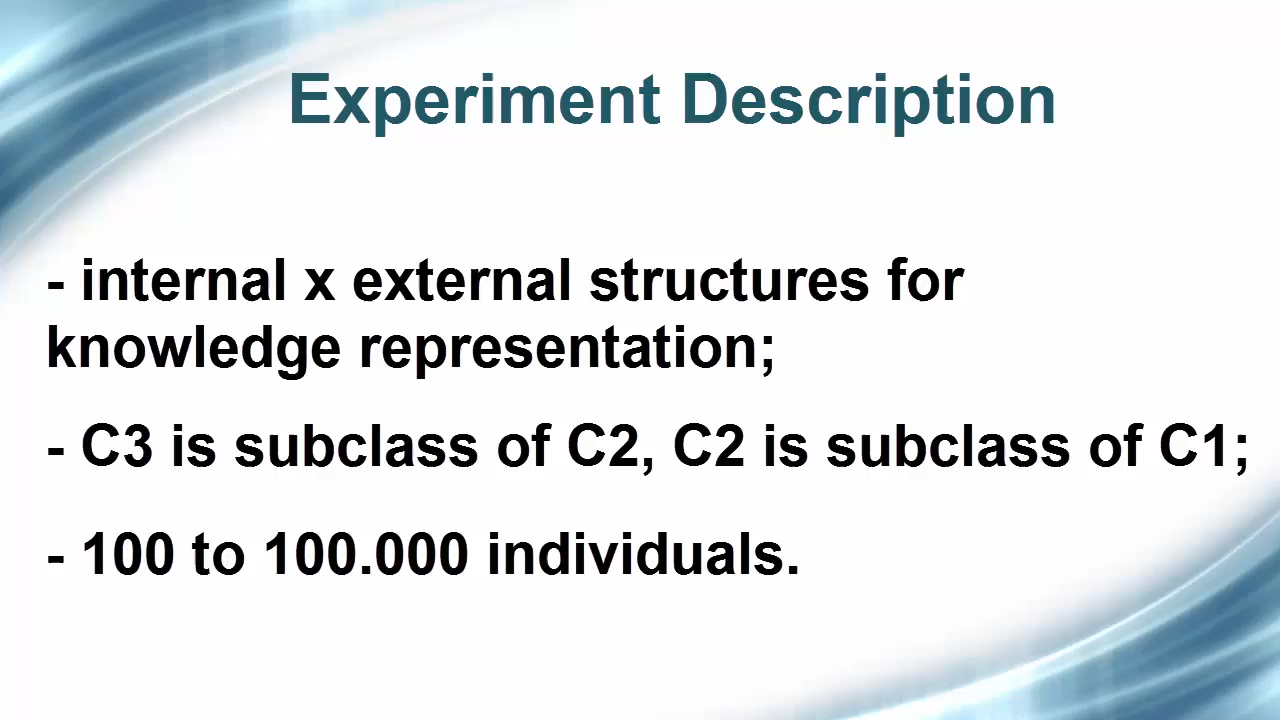 Experiment Description
- internal x external structures for
knowledge representation;
- C3 is subclass of C2, C2 is subclass of C1;
- 100 to 100.000 individuals.